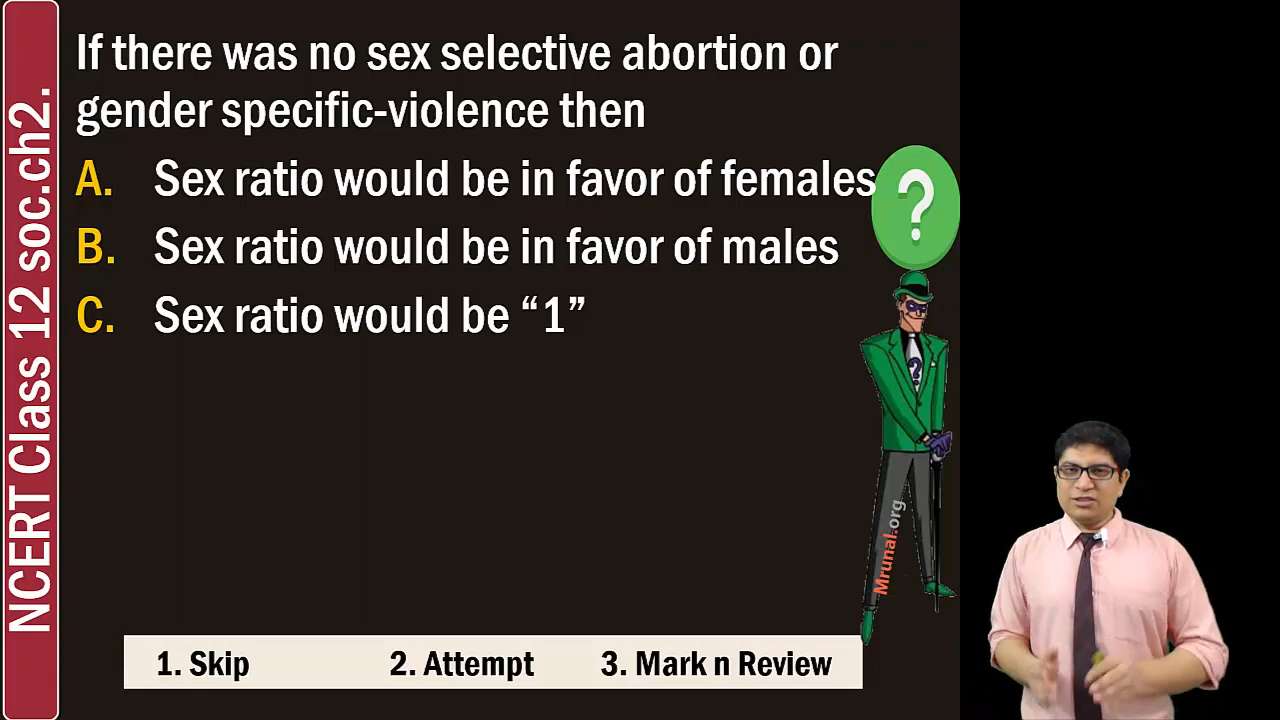 NCERT Class 12 soc.ch2.
If there was no sex selective abortion or
gender specific-violence then
A. Sex ratio would be in favor of females
B. Sex ratio would be in favor of males
C. Sex ratio would be “1”
?
?
Mrunal.org
1. Skip 2. Attempt 3. Mark n Review